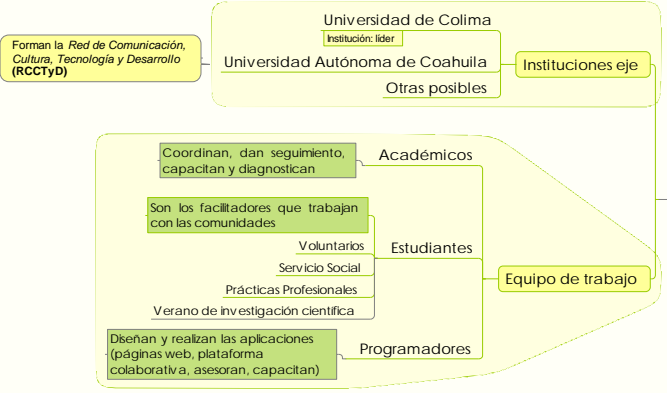 Universidad de Colima
Institución: líder
Forman la Red de Comunicación,
Cultura, Tecnología y Desarrollo
(RCCTyD)
Universidad Autónoma de Coahuila
Instituciones eje
Otras posibles
Coordinan, dan seguimiento,
capacitan y diagnostican
Académicos
Son los facilitadores que trabajan
con las comunidades
Voluntarios
Estudiantes
Servicio Social
Prácticas Profesionales
Verano de investigación científica
Equipo de trabajo
Diseñan y realizan las aplicaciones
(páginas web, plataforma
colaborativa, asesoran, capacitan)
Programadores